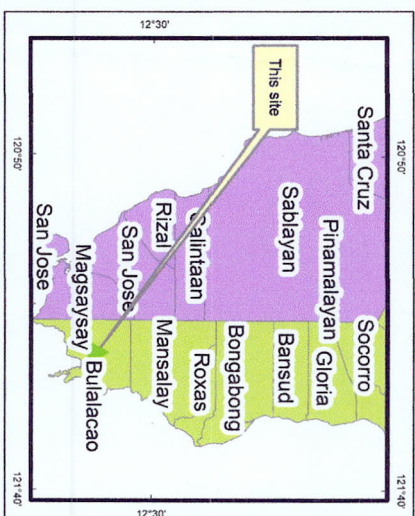 120°50'
121°40'
Santa Cruz
Socorro
Pinamalayan
Gloria
Sablayan
Bansud
This site
Bongabong
Calintaan
Roxas
Rizal
Mansalay
12°30'
12°30'
San Jose
Bulalacao
Magsaysay
San Jose
120°50'
121°40'